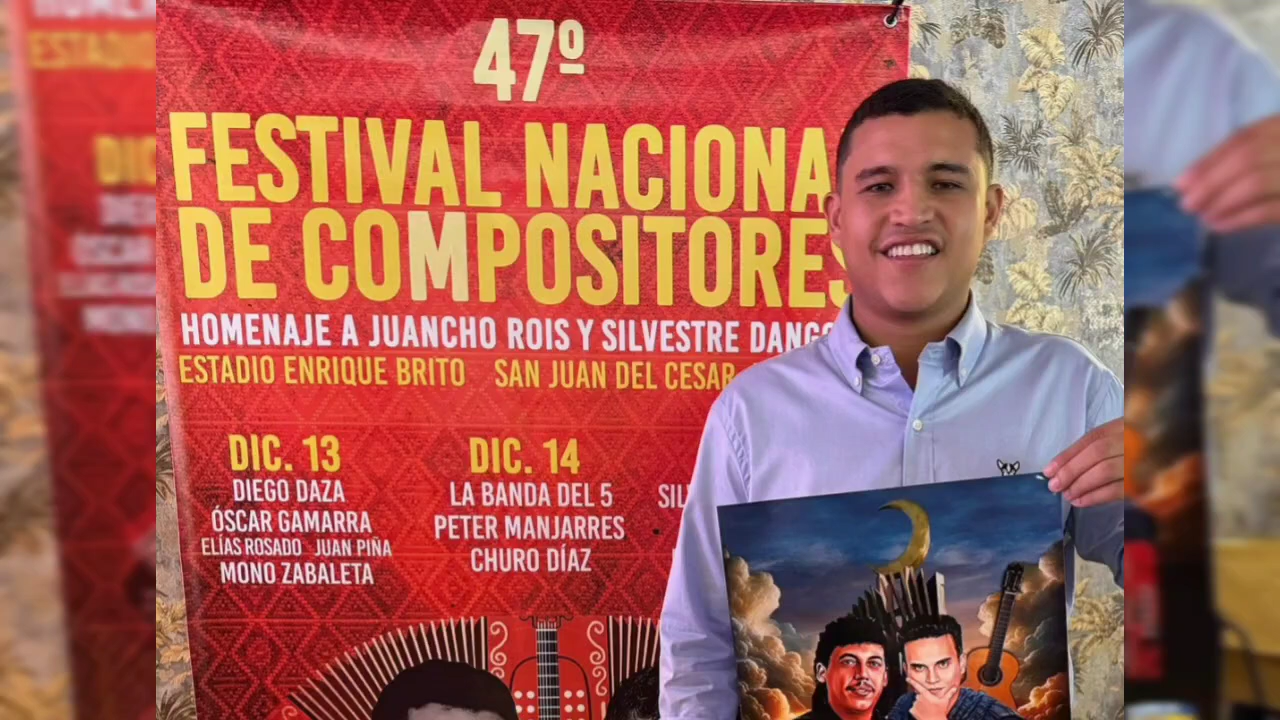 47º
FESTIVAL NACIONA
DE COMPOSITORES
HOMENAJE A JUANCHO ROIS Y SILVESTRE DANGO
ESTADIO ENRIQUE BRITO SAN JUAN DEL CESAR
DIC. 13
DIEGO DAZA
ÓSCAR GAMARRA
ELÍAS ROSADO JUAN PIÑA
MONO ZABALETA
DIC. 14
LA BANDA DEL 5
PETER MANJARRES
CHURO DÍAZ
SIL